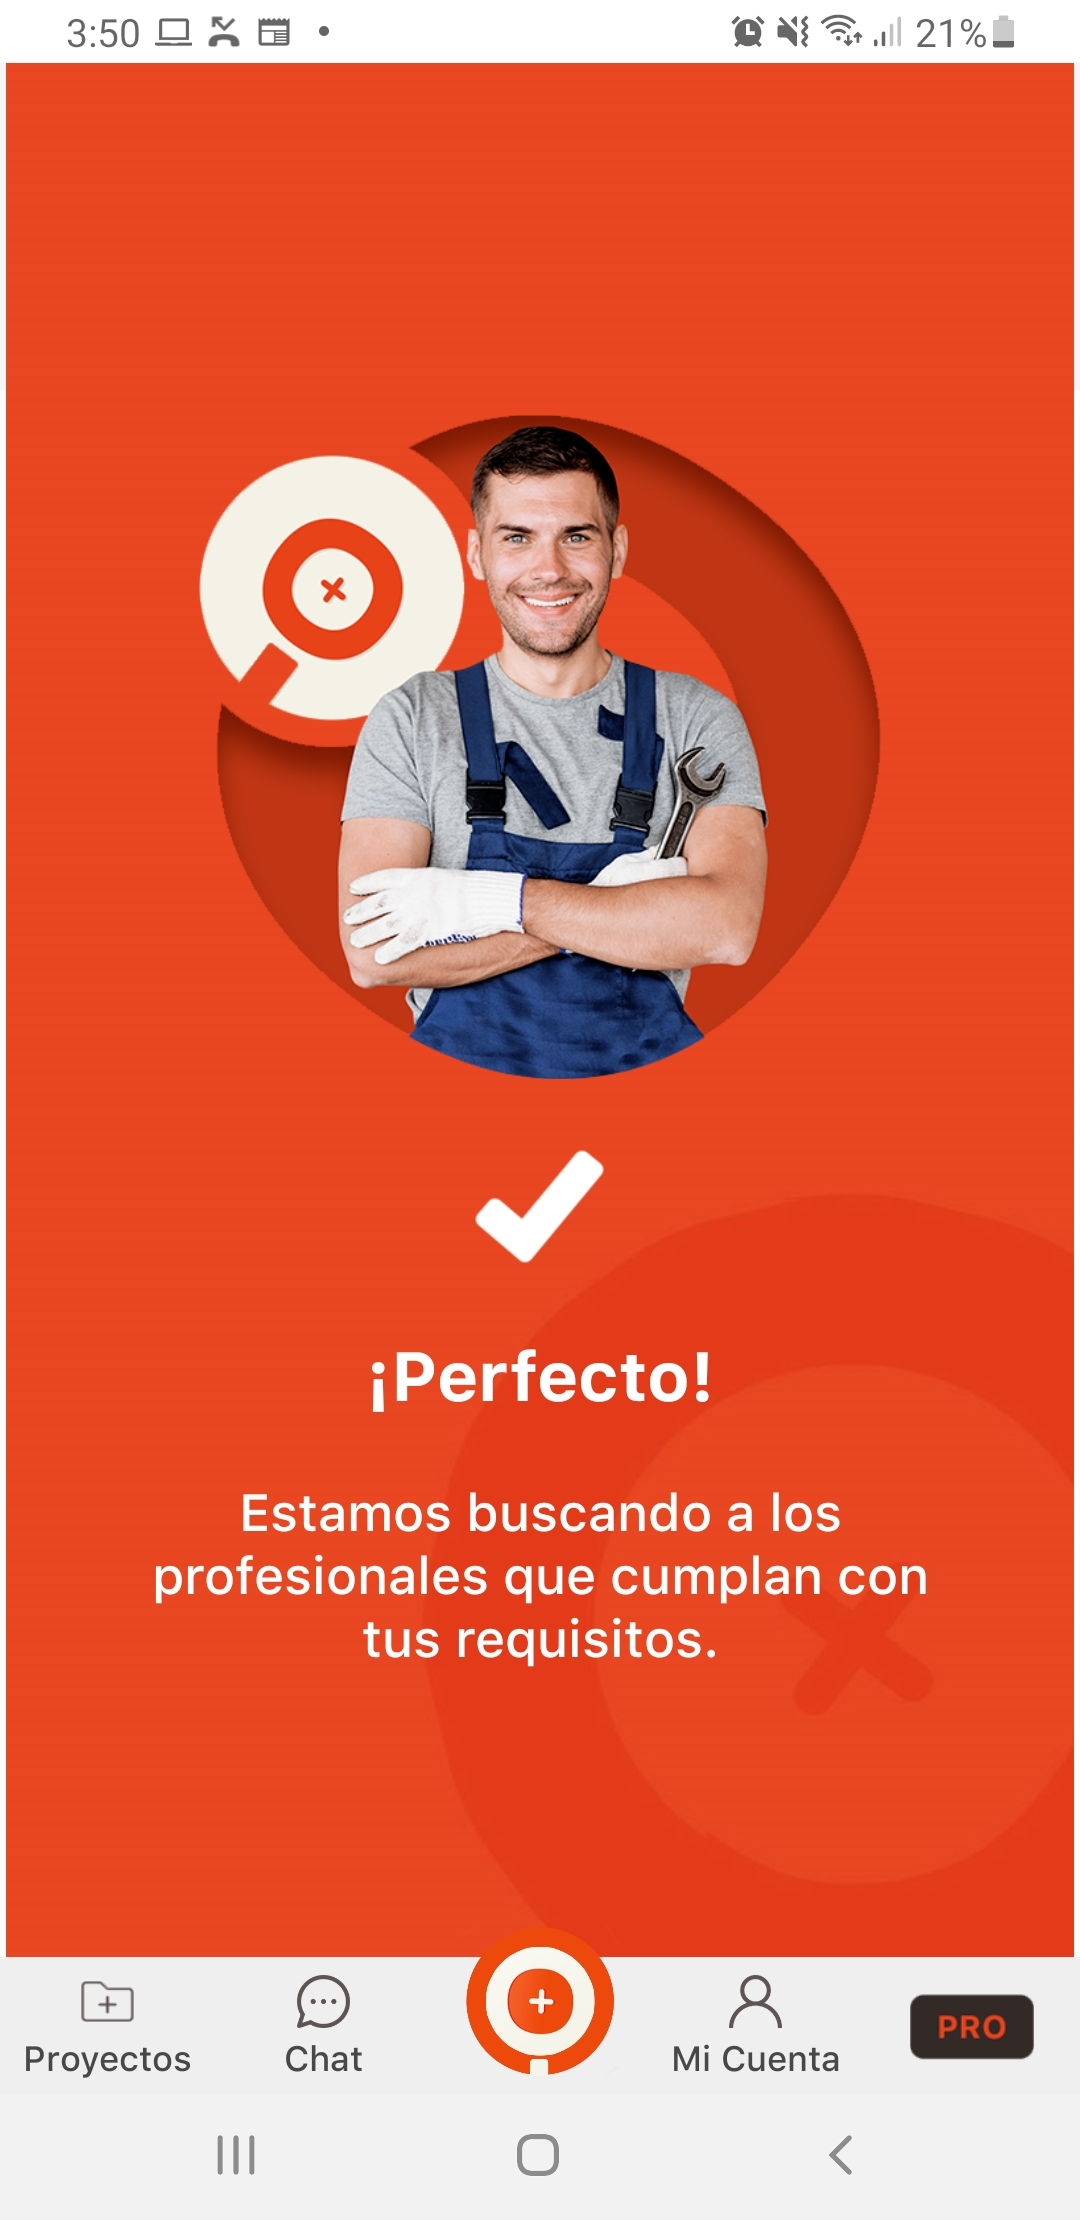 3:50
21%
¡Perfecto!
Estamos buscando a los
profesionales que cumplan con
tus requisitos.
Proyectos
Chat
Mi Cuenta
PRO